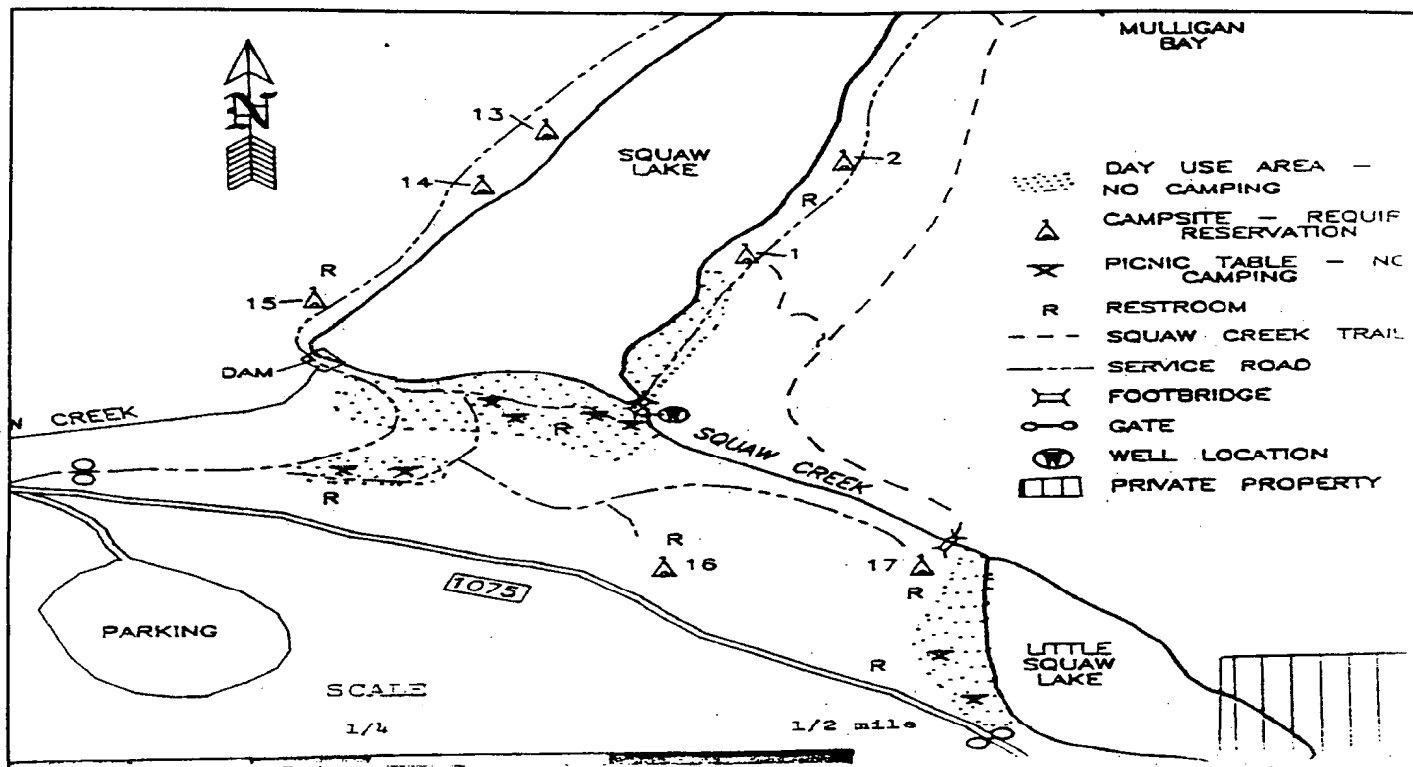 MULLIGAN
BAY
N
13
14
15
SQUAW
LAKE
2
R
1
R
DAY USE AREA –
NO CAMPING
CAMPSITE – REQUIR
RESERVATION
PICNIC TABLE – NO
CAMPING
R RESTROOM
SQUAW CREEK TRAIL
SERVICE ROAD
FOOTBRIDGE
GATE
W WELL LOCATION
PRIVATE PROPERTY
DAM
N CREEK
R
W
SQUAW CREEK
R
R
16
17
R
R
1075
PARKING
LITTLE
SQUAW
LAKE
SCALE
1/4
1/2 mile